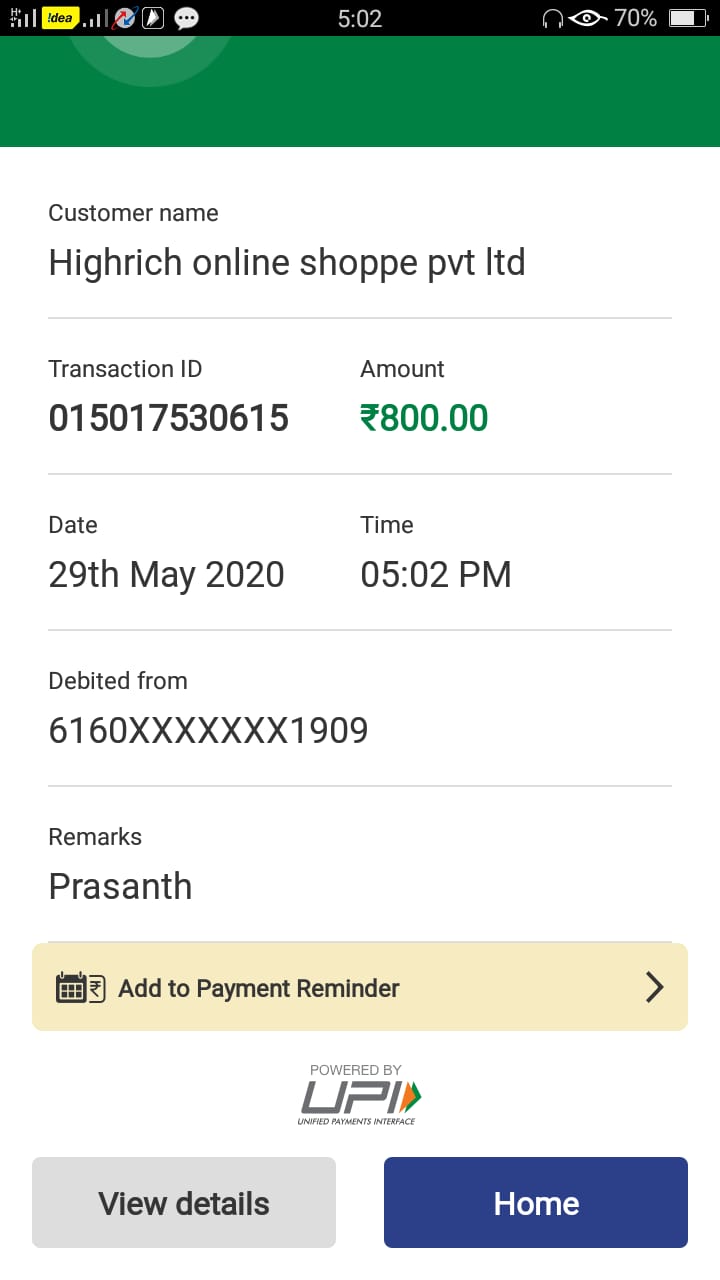 !dea 5:02 70%
Customer name
Highrich online shoppe pvt ltd
Transaction ID Amount
015017530615 ₹800.00
Date Time
29th May 2020 05:02 PM
Debited from
6160XXXXXXX1909
Remarks
Prasanth
Add to Payment Reminder
POWERED BY
UPI
UNIFIED PAYMENTS INTERFACE
View details Home